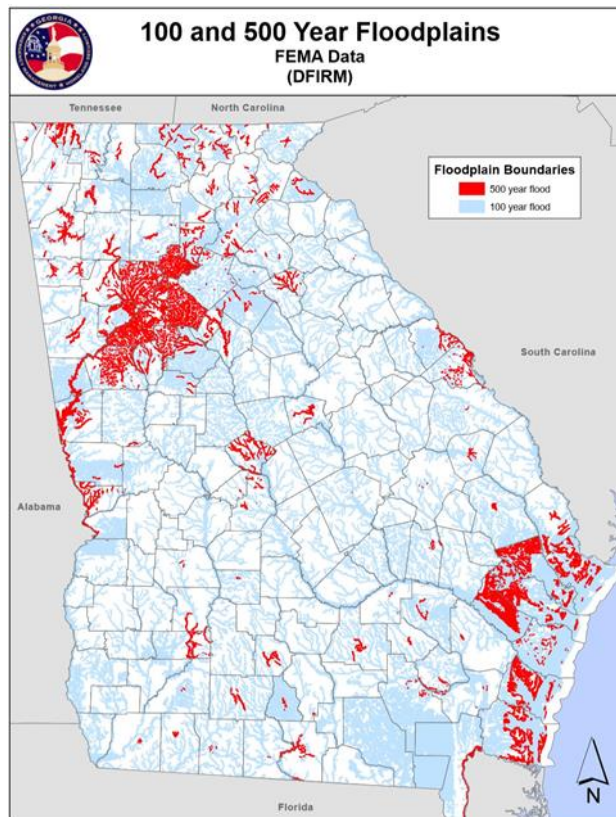 100 and 500 Year Floodplains
FEMA Data
(DFIRM)
GEORGIA
Tennessee
North Carolina
Floodplain Boundaries
500 year flood
100 year flood
South Carolina
Alabama
Florida
N